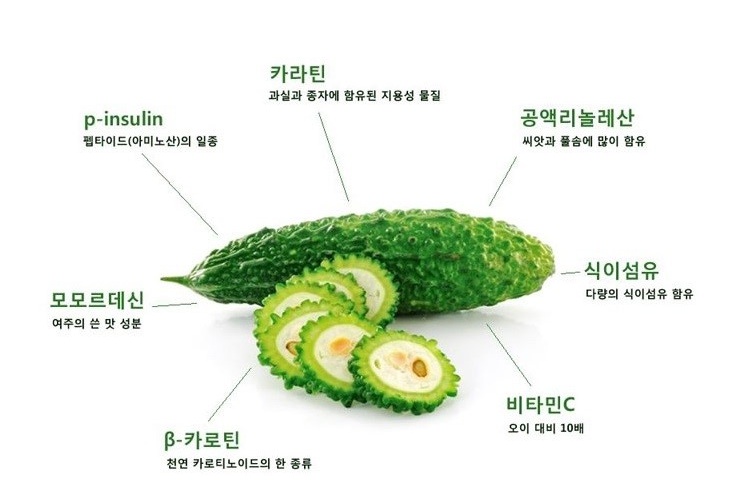 카라틴
과실과 종자에 함유된 지용성 물질
p-insulin
펩타이드(아미노산)의 일종
공액리놀레산
씨앗과 풀솜에 많이 함유
식이섬유
다량의 식이섬유 함유
모모르데신
여주의 쓴 맛 성분
비타민C
오이 대비 10배
β-카로틴
천연 카로티노이드의 한 종류